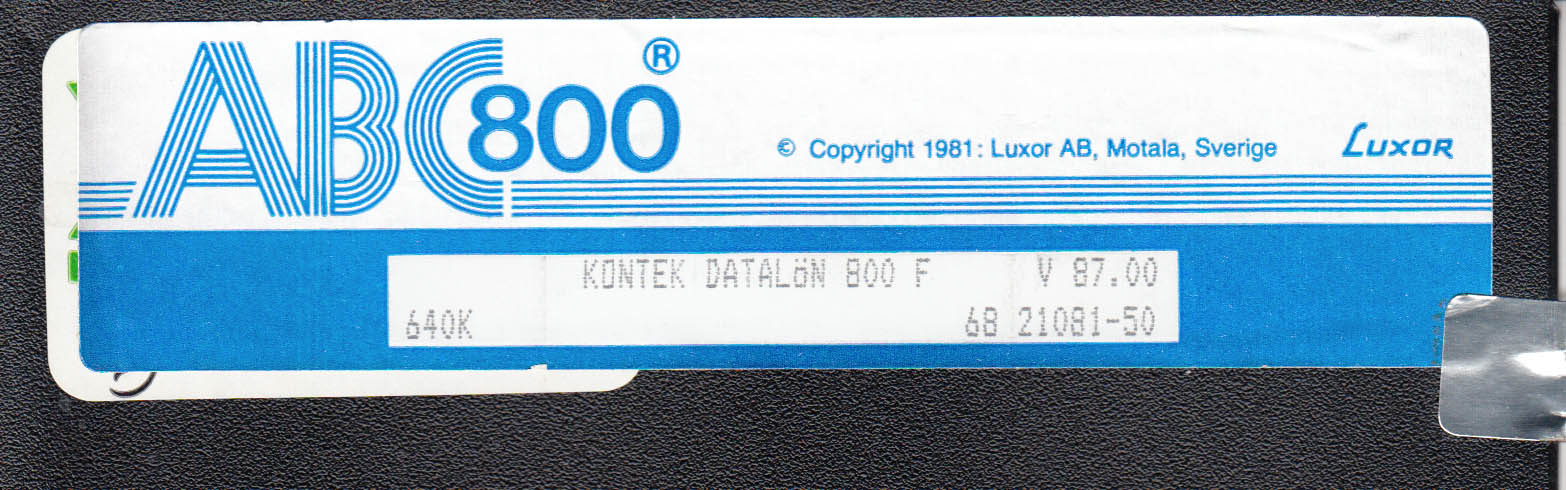 ABC800®
© Copyright 1981: Luxor AB, Motala, Sverige
LUXOR
KONTEK DATALöN 800 F V 87.00
640K 68 21081-50